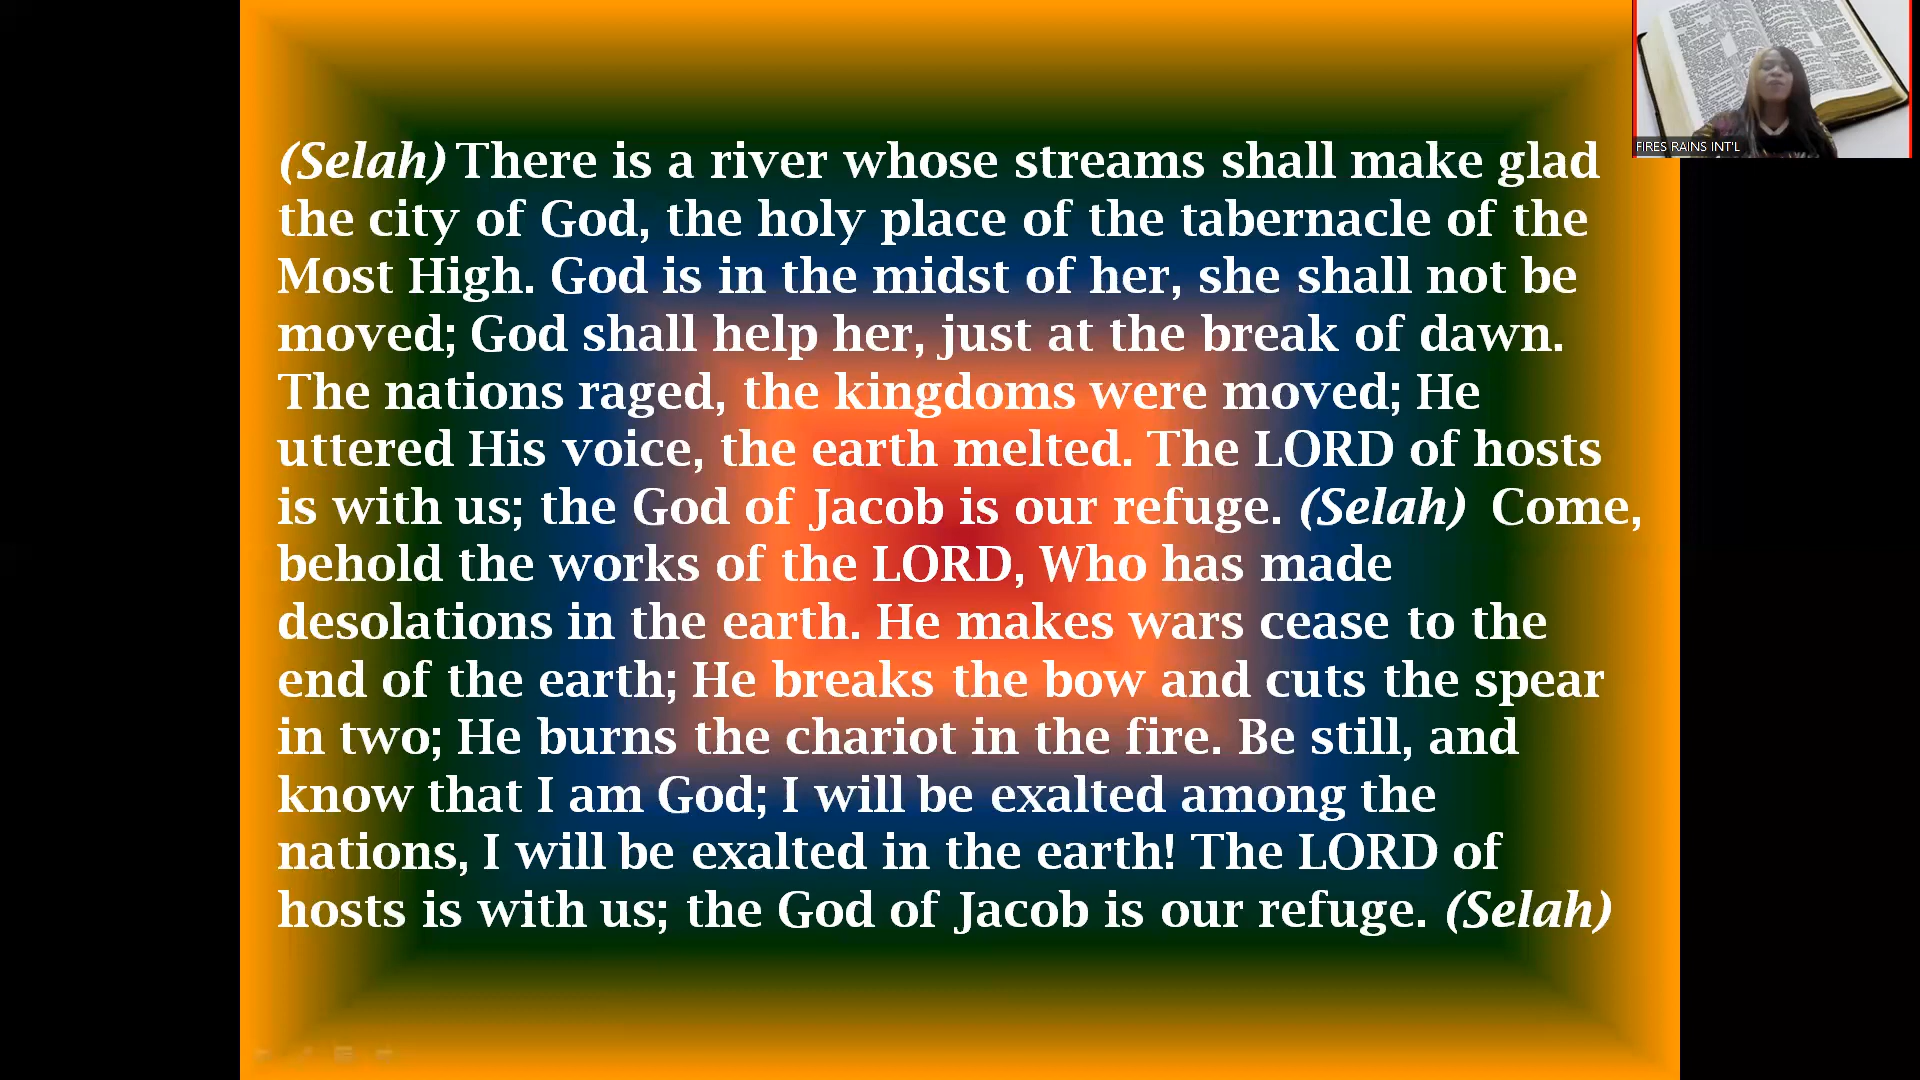 (Selah) There is a river whose streams shall make glad
the city of God, the holy place of the tabernacle of the
Most High. God is in the midst of her, she shall not be
moved; God shall help her, just at the break of dawn.
The nations raged, the kingdoms were moved; He
uttered His voice, the earth melted. The LORD of hosts
is with us; the God of Jacob is our refuge. (Selah) Come,
behold the works of the LORD, Who has made
desolations in the earth. He makes wars cease to the
end of the earth; He breaks the bow and cuts the spear
in two; He burns the chariot in the fire. Be still, and
know that I am God; I will be exalted among the
nations, I will be exalted in the earth! The LORD of
hosts is with us; the God of Jacob is our refuge. (Selah)
FIRES RAINS INT'L